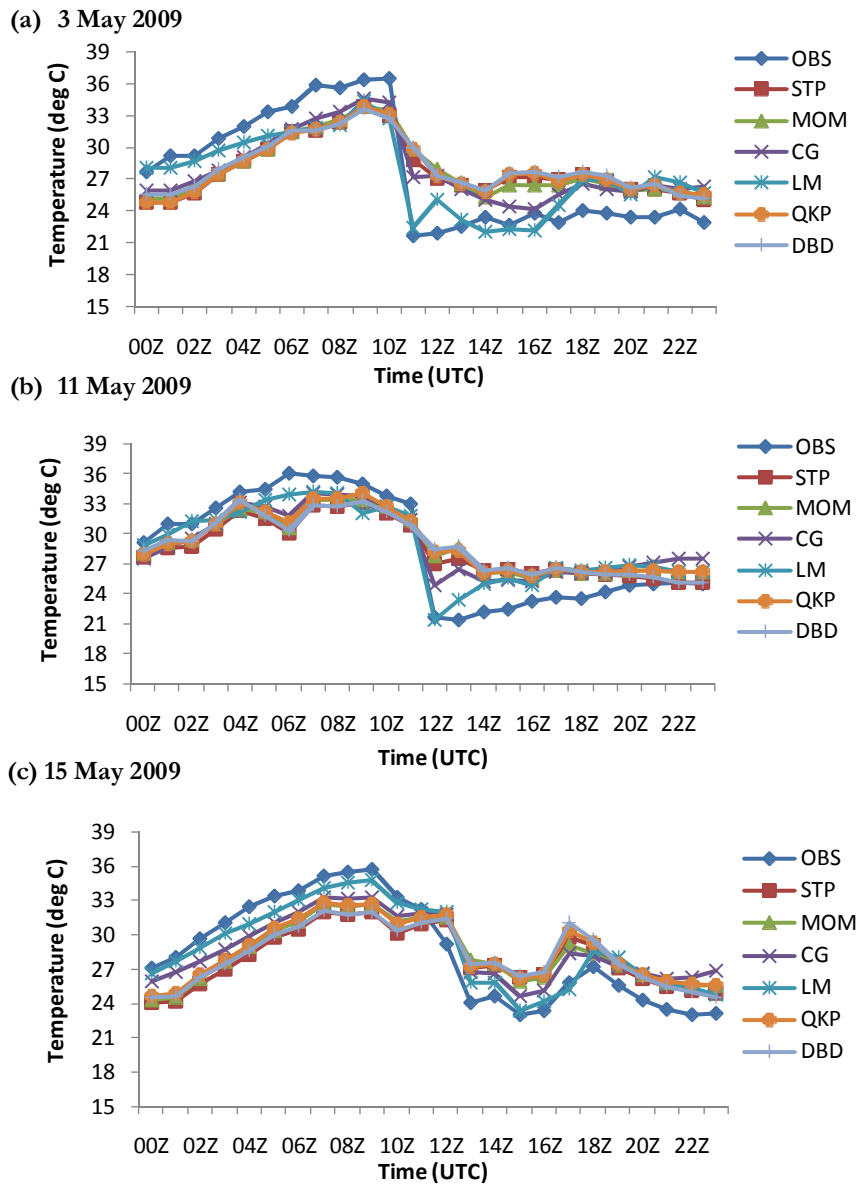 (a) 3 May 2009
Temperature (deg C)
39
36
33
30
27
24
21
18
15
00Z 02Z 04Z 06Z 08Z 10Z 12Z 14Z 16Z 18Z 20Z 22Z
Time (UTC)
OBS
STP
MOM
CG
LM
QKP
DBD
(b) 11 May 2009
Temperature (deg C)
39
36
33
30
27
24
21
18
15
00Z 02Z 04Z 06Z 08Z 10Z 12Z 14Z 16Z 18Z 20Z 22Z
Time (UTC)
OBS
STP
MOM
CG
LM
QKP
DBD
(c) 15 May 2009
Temperature (deg C)
39
36
33
30
27
24
21
18
15
00Z 02Z 04Z 06Z 08Z 10Z 12Z 14Z 16Z 18Z 20Z 22Z
Time (UTC)
OBS
STP
MOM
CG
LM
QKP
DBD